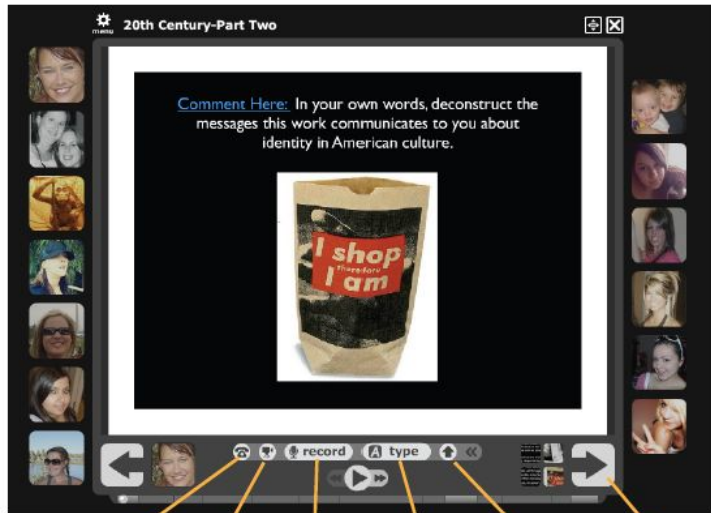 menu
20th Century-Part Two
Comment Here: In your own words, deconstruct the
messages this work communicates to you about
identity in American culture.
I shop
therefore
I am
record
A type